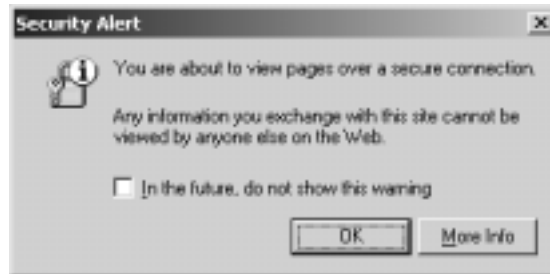 Security Alert
You are about to view pages over a secure connection.
Any information you exchange with this site cannot be
viewed by anyone else on the Web.
In the future, do not show this warning
OK
More Info